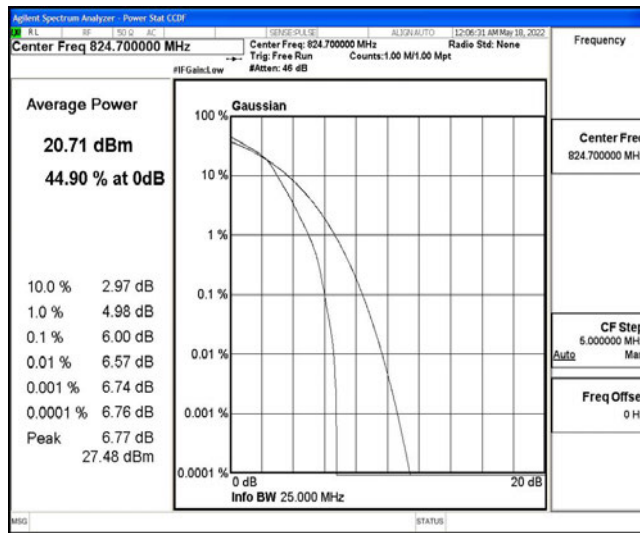 Agilent Spectrum Analyzer - Power Stat CCDF
RL RF 50 Ω AC SENSE:PULSE ALIGN AUTO 12:06:31 AM May 18, 2022
Center Freq 824.700000 MHz
Center Freq: 824.700000 MHz Radio Std: None
Trig: Free Run Counts:1.00 M/1.00 Mpt
#IFGain:Low #Atten: 46 dB
Frequency
Average Power
20.71 dBm
44.90 % at 0dB
10.0 % 2.97 dB
1.0 % 4.98 dB
0.1 % 6.00 dB
0.01 % 6.57 dB
0.001 % 6.74 dB
0.0001 % 6.76 dB
Peak 6.77 dB
27.48 dBm
Gaussian
100 %
10 %
1 %
0.1 %
0.01 %
0.001 %
0.0001 %
0 dB 20 dB
Info BW 25.000 MHz
Center Freq
824.700000 MH
CF Step
5.000000 MH
Auto Ma
Freq Offse
0 H
MSG STATUS